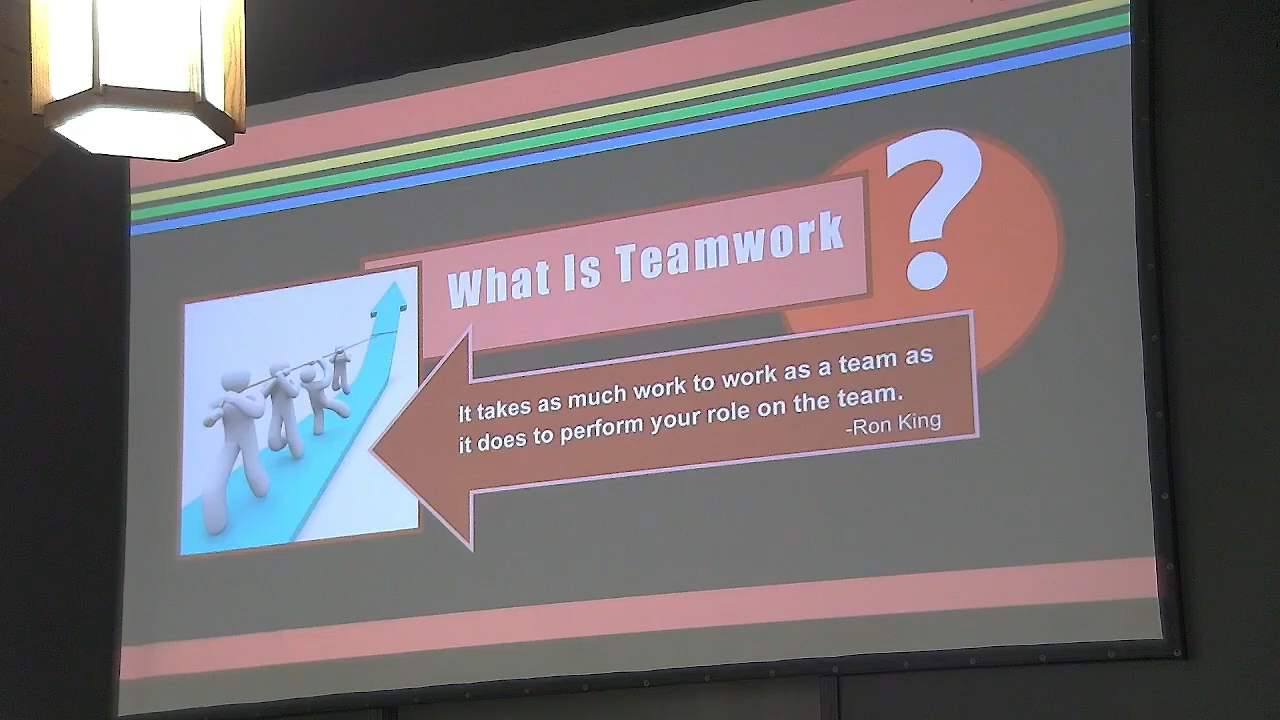 What Is Teamwork
?
It takes as much work to work as a team as
it does to perform your role on the team.
-Ron King